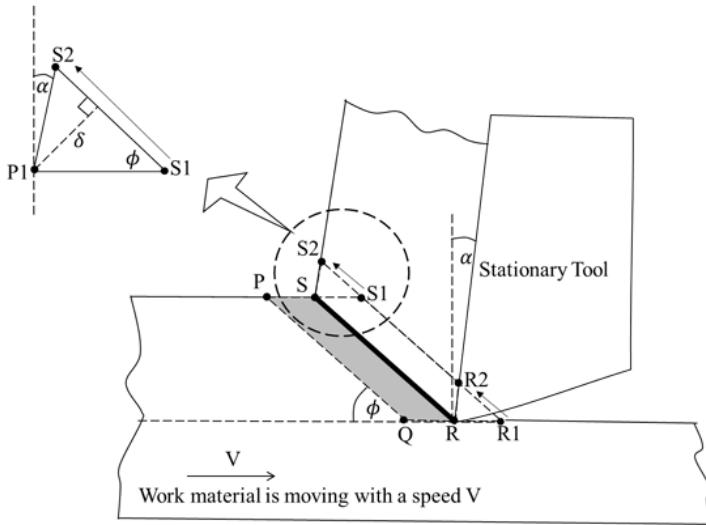 S2
α
δ
ϕ
P1
S1
S2
P
S
S1
α
Stationary Tool
R2
ϕ
Q
R
R1
V
Work material is moving with a speed V